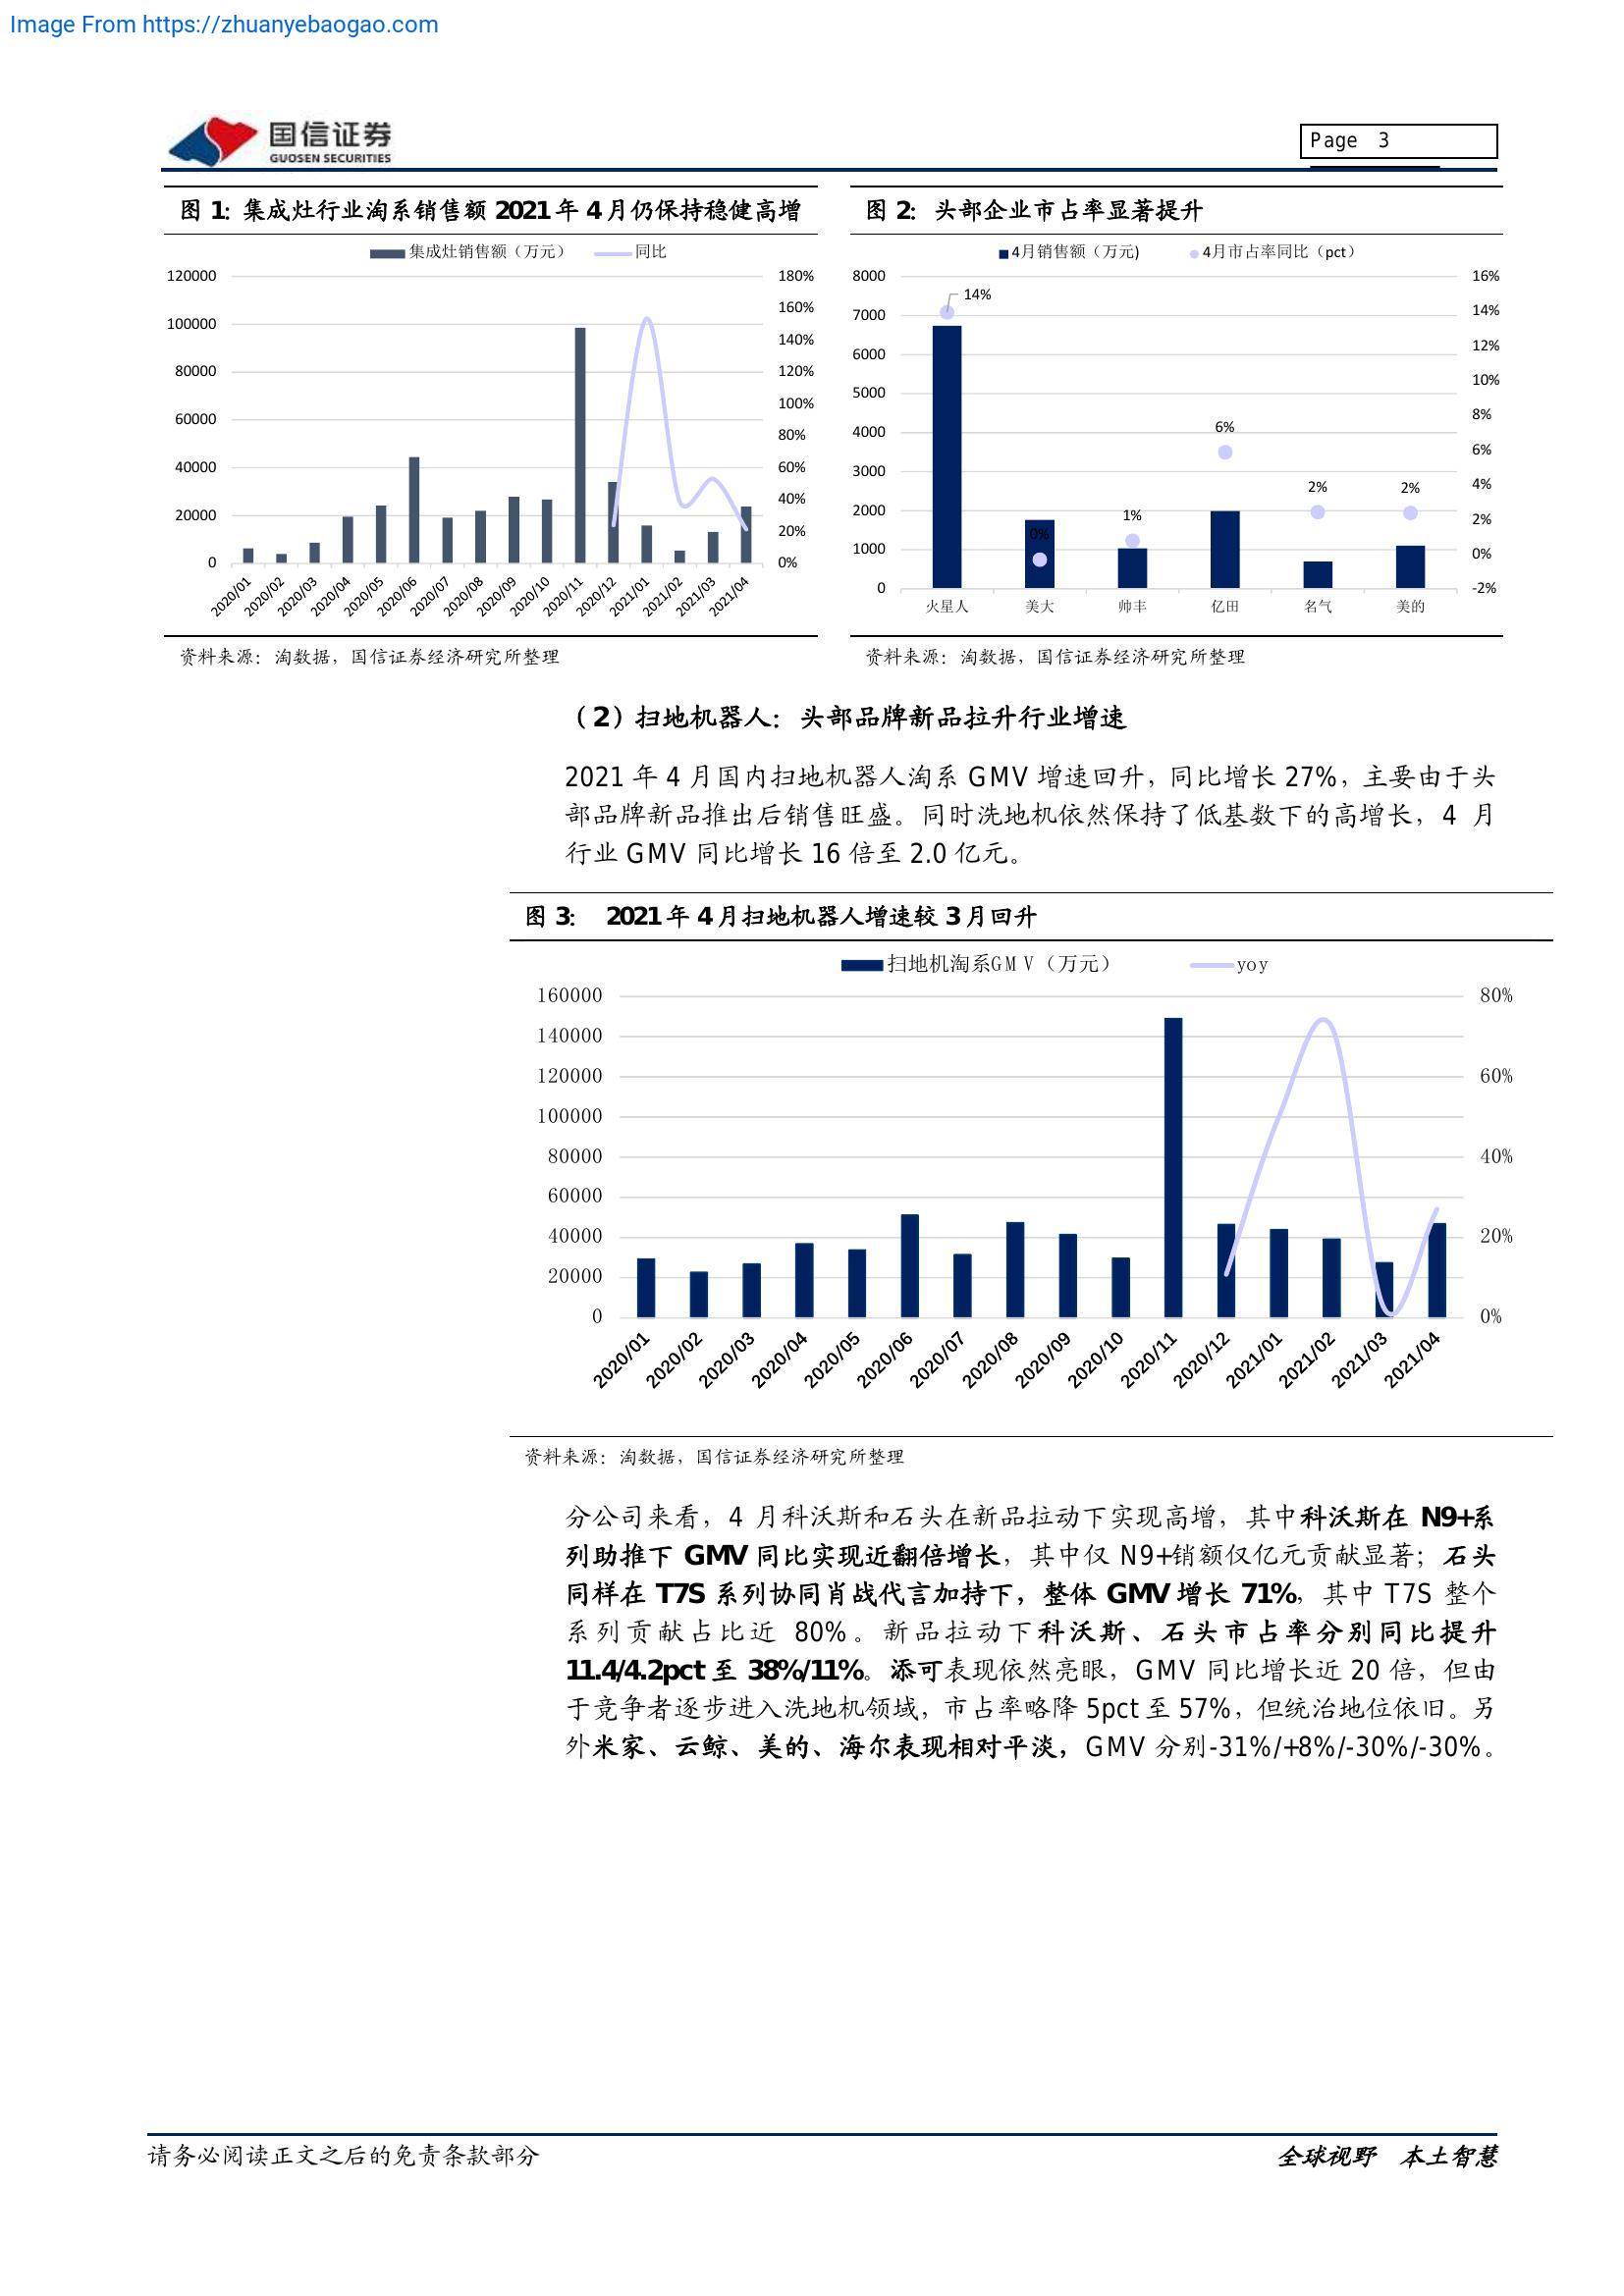 Image From https://zhuanyebaogao.com
国信证券
GUOSEN SECURITIES
Page 3
图 1：集成灶行业淘系销售额 2021 年 4 月仍保持稳健高增
集成灶销售额（万元） 同比
120000
100000
80000
60000
40000
20000
0
180%
160%
140%
120%
100%
80%
60%
40%
20%
0%
2020/01 2020/02 2020/03 2020/04 2020/05 2020/06 2020/07 2020/08 2020/09 2020/10 2020/11 2020/12 2021/01 2021/02 2021/03 2021/04
资料来源：淘数据，国信证券经济研究所整理
图 2：头部企业市占率显著提升
4月销售额（万元) 4月市占率同比（pct）
8000
7000
6000
5000
4000
3000
2000
1000
0
14%
0%
1%
6%
2%
2%
16%
14%
12%
10%
8%
6%
4%
2%
0%
-2%
火星人 美大 帅丰 亿田 名气 美的
资料来源：淘数据，国信证券经济研究所整理
（2）扫地机器人：头部品牌新品拉升行业增速
2021 年 4 月国内扫地机器人淘系 GMV 增速回升，同比增长 27%，主要由于头
部品牌新品推出后销售旺盛。同时洗地机依然保持了低基数下的高增长，4 月
行业 GMV 同比增长 16 倍至 2.0 亿元。
图 3： 2021 年 4 月扫地机器人增速较 3 月回升
扫地机淘系GMV（万元） yoy
160000
140000
120000
100000
80000
60000
40000
20000
0
80%
60%
40%
20%
0%
2020/01 2020/02 2020/03 2020/04 2020/05 2020/06 2020/07 2020/08 2020/09 2020/10 2020/11 2020/12 2021/01 2021/02 2021/03 2021/04
资料来源：淘数据，国信证券经济研究所整理
分公司来看，4 月科沃斯和石头在新品拉动下实现高增，其中科沃斯在 N9+系
列助推下 GMV 同比实现近翻倍增长，其中仅 N9+销额仅亿元贡献显著；石头
同样在 T7S 系列协同肖战代言加持下，整体 GMV 增长 71%，其中 T7S 整个
系列贡献占比近 80%。新品拉动下科沃斯、石头市占率分别同比提升
11.4/4.2pct 至 38%/11%。添可表现依然亮眼，GMV 同比增长近 20 倍，但由
于竞争者逐步进入洗地机领域，市占率略降 5pct 至 57%，但统治地位依旧。另
外米家、云鲸、美的、海尔表现相对平淡，GMV 分别-31%/+8%/-30%/-30%。
请务必阅读正文之后的免责条款部分
全球视野 本土智慧